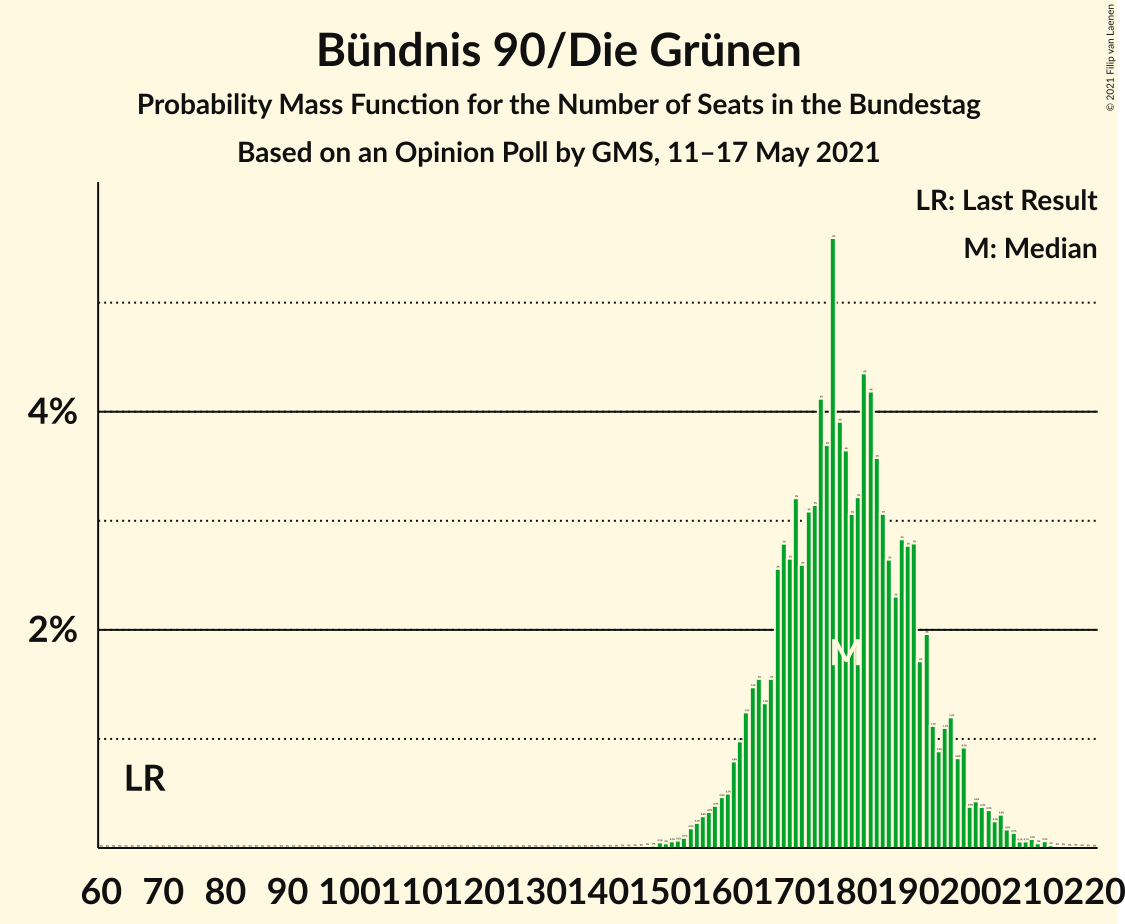 Bündnis 90/Die Grünen
Probability Mass Function for the Number of Seats in the Bundestag
Based on an Opinion Poll by GMS, 11–17 May 2021
© 2021 Filip van Laenen
LR: Last Result
M: Median
4%
2%
M
LR
60 70 80 90 100 110 120 130 140 150 160 170 180 190 200 210 220